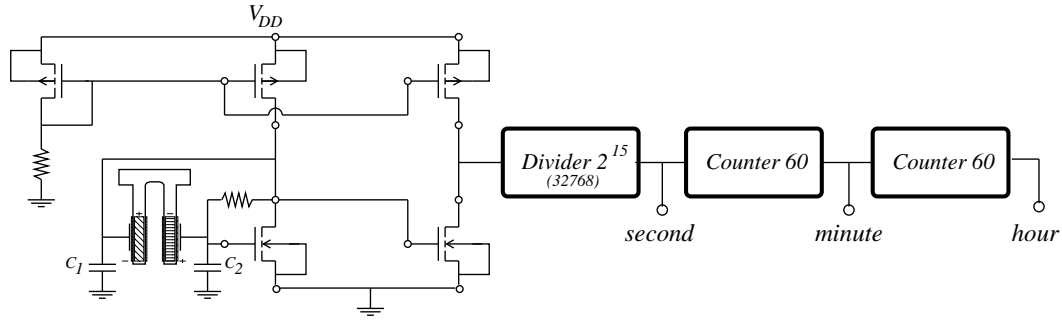 V_DD
Divider 2^15
(32768)
Counter 60
Counter 60
second
minute
hour
+
-
-
+
C_1
C_2